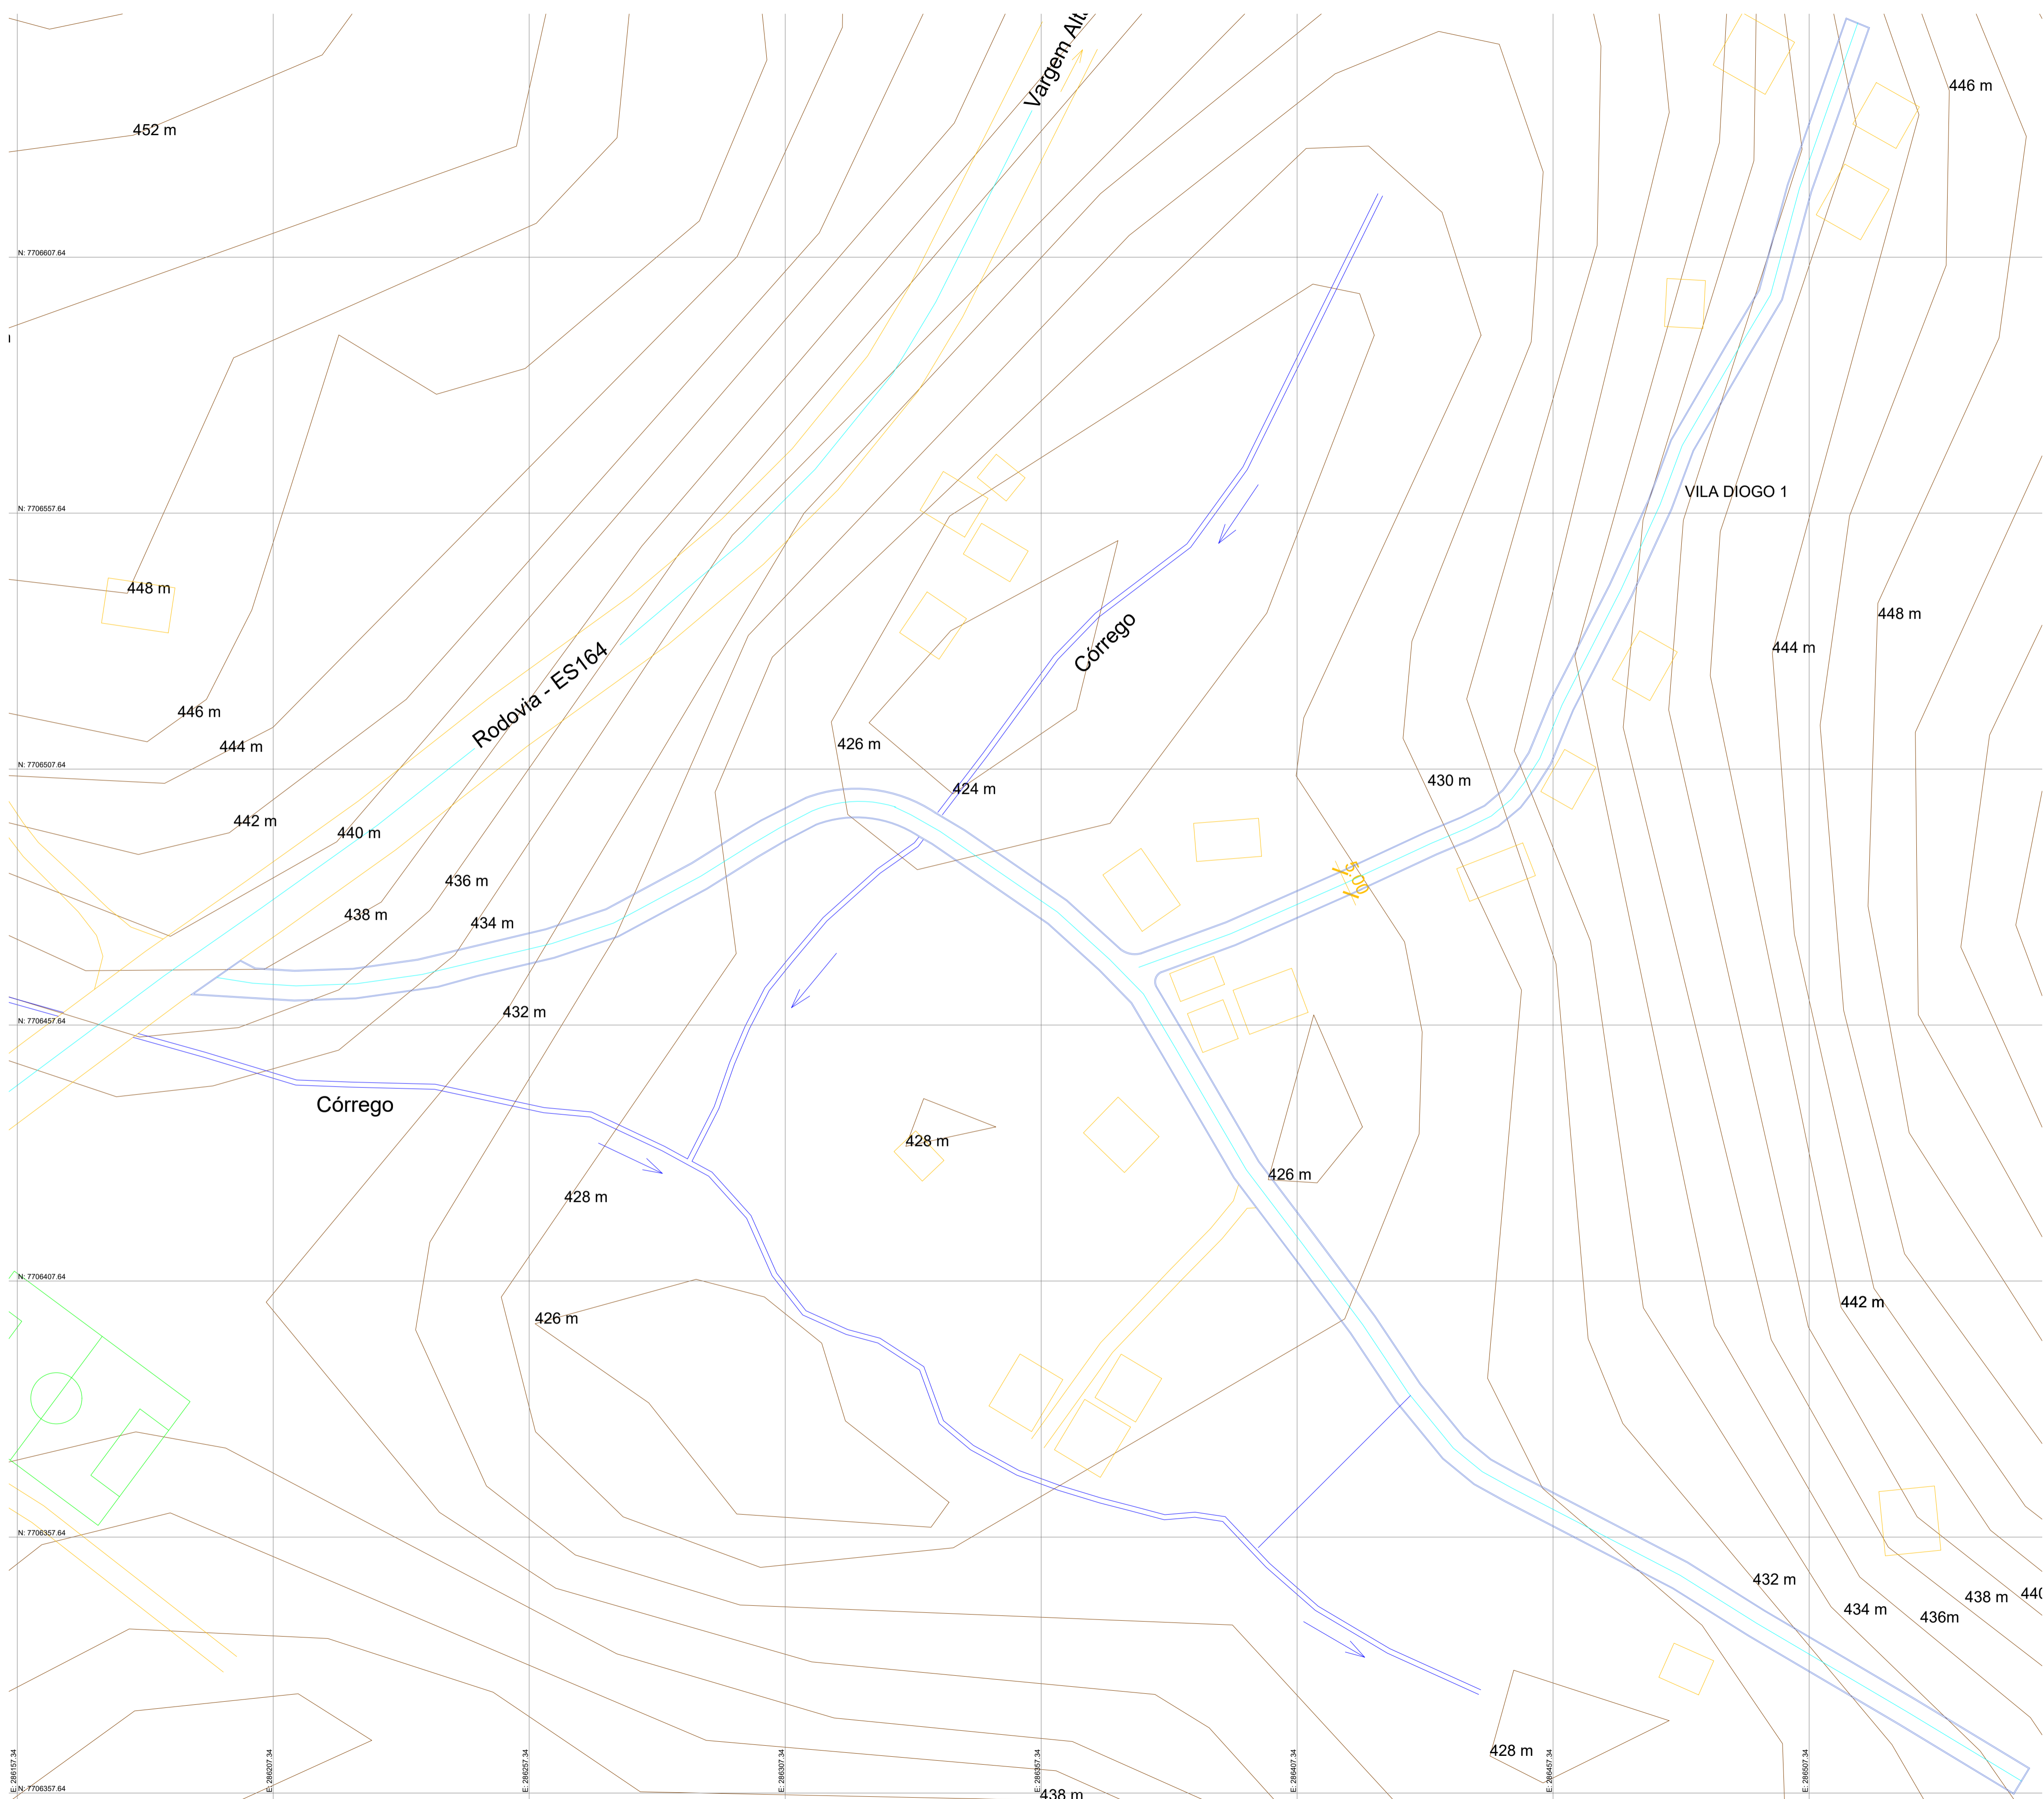 Vargem Alt
446 m
452 m
N: 7706607.64
VILA DIOGO 1
N: 7706557.64
448 m
448 m
Córrego
444 m
Rodovia - ES164
446 m
444 m
426 m
N: 7706507.64
430 m
424 m
442 m
440 m
436 m
438 m
434 m
432 m
N: 7706457.64
Córrego
428 m
426 m
428 m
N: 7706407.64
442 m
426 m
N: 7706357.64
432 m
440
438 m
434 m
436m
428 m
E: 286157.34
E: 286207.34
E: 286257.34
E: 286307.34
E: 286357.34
E: 286407.34
E: 286457.34
E: 286507.34
N: 7706357.64
438 m